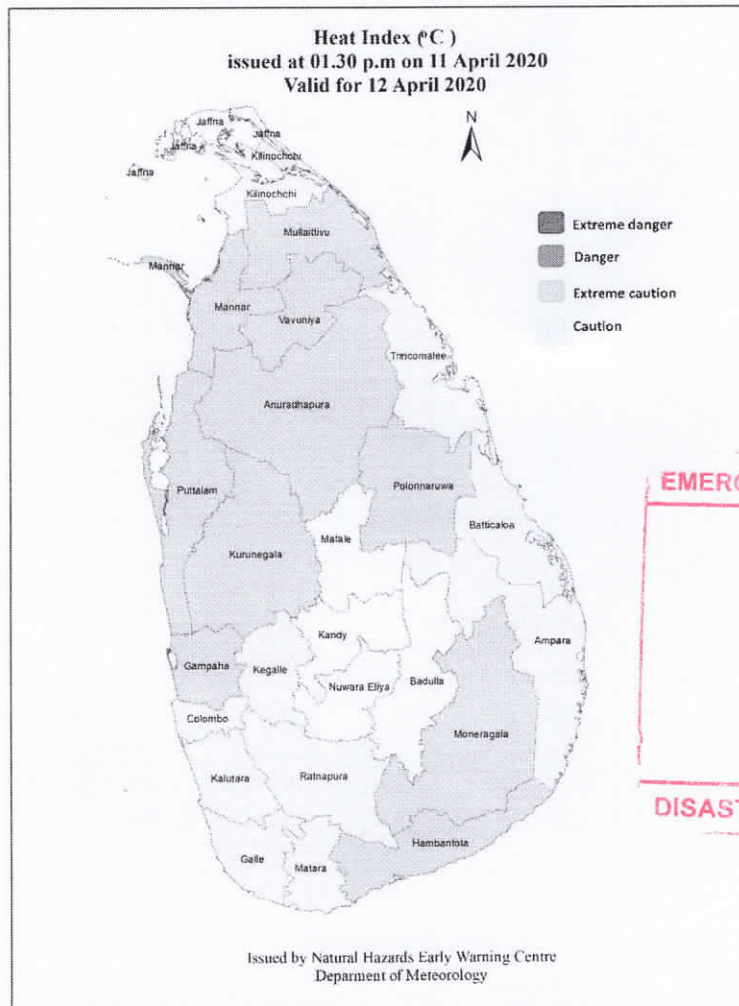 Heat Index (°C )
issued at 01.30 p.m on 11 April 2020
Valid for 12 April 2020
N
Jaffna
Jaffna
Jaffna
Kilinochchi
Jaffna
Kilinochchi
Extreme danger
Mullaittivu
Danger
Mannar
Extreme caution
Mannar
Vavuniya
Caution
Trincomalee
Anuradhapura
Puttalam
Polonnaruwa
EMERG
Batticaloa
Matale
Kurunegala
Kandy
Ampara
Gampaha
Kegalle
Nuwara Eliya
Badulla
Colombo
Moneragala
Kalutara
Ratnapura
DISAST
Hambantota
Galle
Matara
Issued by Natural Hazards Early Warning Centre
Deparment of Meteorology